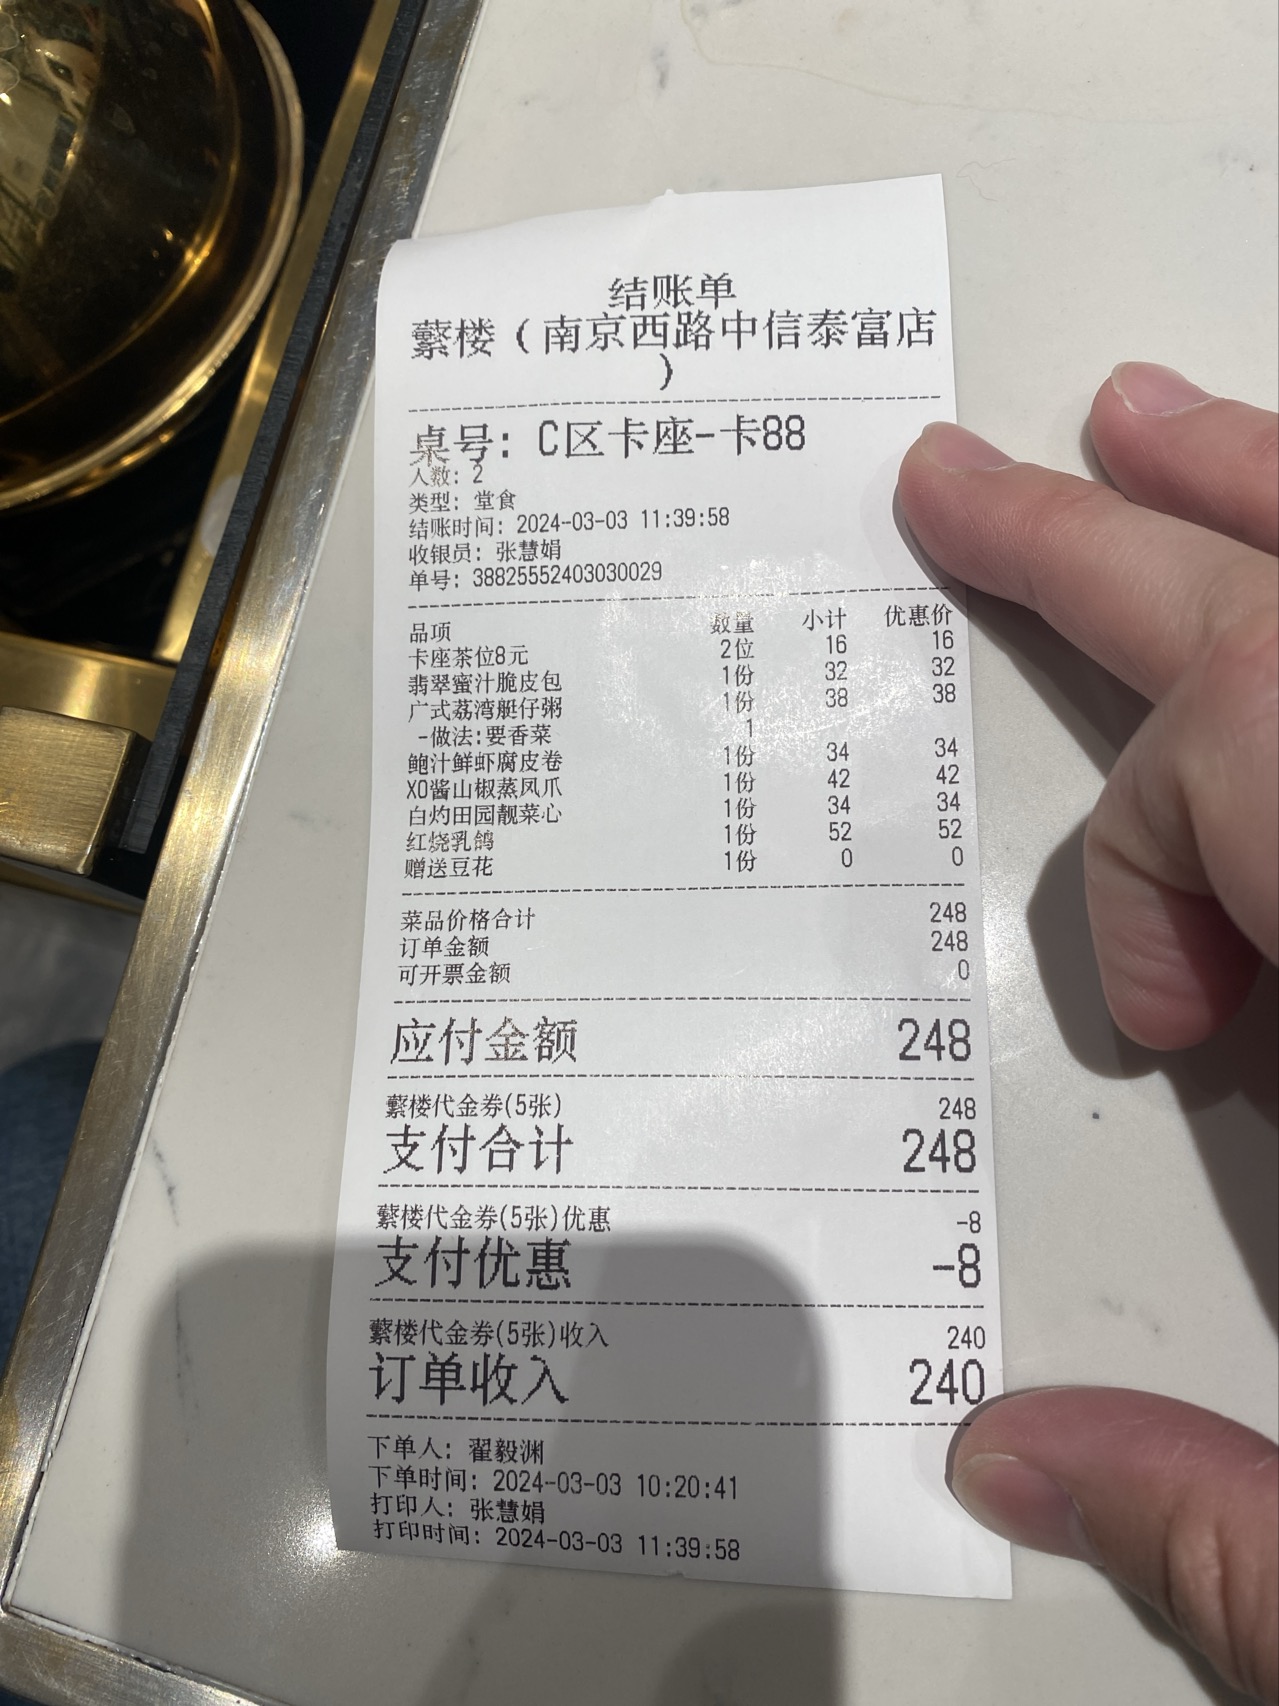 结账单
蘩楼（南京西路中信泰富店
）
桌号：C区卡座-卡88
人数：2
类型：堂食
结账时间：2024-03-03 11:39:58
收银员：张慧娟
单号：38825552403030029
品项 数量 小计 优惠价
卡座茶位8元 2位 16 16
翡翠蜜汁脆皮包 1份 32 32
广式荔湾艇仔粥 1份 38 38
-做法:要香菜 1
鲍汁鲜虾腐皮卷 1份 34 34
XO酱山椒蒸凤爪 1份 42 42
白灼田园靓菜心 1份 34 34
红烧乳鸽 1份 52 52
赠送豆花 1份 0 0
菜品价格合计 248
订单金额 248
可开票金额 0
应付金额 248
蘩楼代金券(5张) 248
支付合计 248
蘩楼代金券(5张)优惠 -8
支付优惠 -8
蘩楼代金券(5张)收入 240
订单收入 240
下单人：翟毅渊
下单时间：2024-03-03 10:20:41
打印人：张慧娟
打印时间：2024-03-03 11:39:58